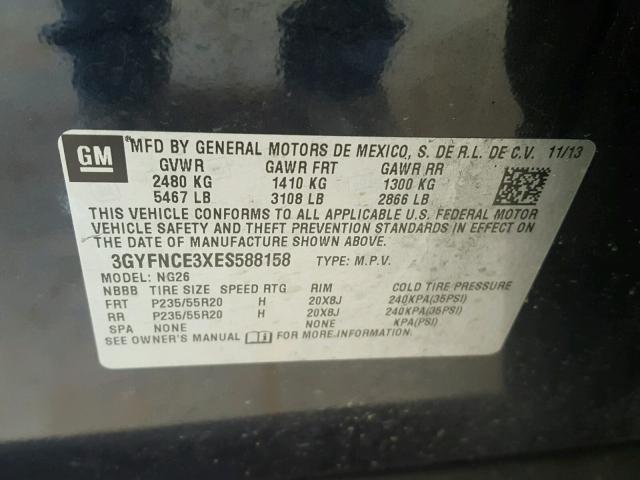 GM ® MFD BY GENERAL MOTORS DE MEXICO, S. DE R.L. DE C.V. 11/13
GVWR GAWR FRT GAWR RR
2480 KG 1410 KG 1300 KG
5467 LB 3108 LB 2866 LB
THIS VEHICLE CONFORMS TO ALL APPLICABLE U.S. FEDERAL MOTOR
VEHICLE SAFETY AND THEFT PREVENTION STANDARDS IN EFFECT ON
THE DATE OF MANUFACTURE SHOWN ABOVE.
3GYFNCE3XES588158 TYPE: M.P.V.
MODEL: NG26
NBBB TIRE SIZE SPEED RTG RIM COLD TIRE PRESSURE
FRT P235/55R20 H 20X8J 240KPA(35PSI)
RR P235/55R20 H 20X8J 240KPA(35PSI)
SPA NONE NONE KPA(PSI)
SEE OWNER'S MANUAL FOR MORE INFORMATION.